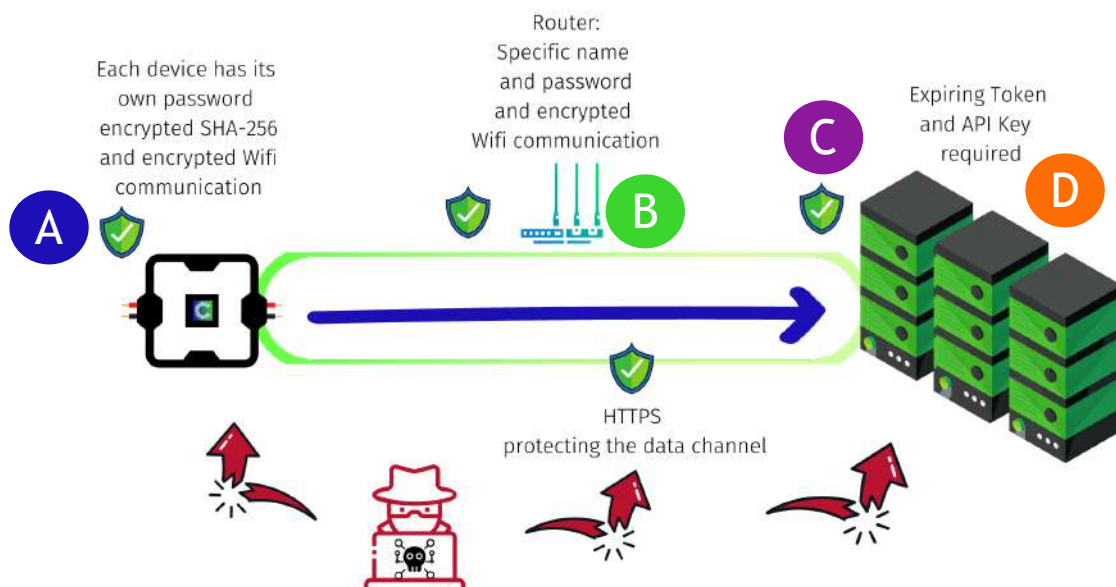 Each device has its
own password
encrypted SHA-256
and encrypted Wifi
communication
Router:
Specific name
and password
and encrypted
Wifi communication
Expiring Token
and API Key
required
A
B
C
D
C
HTTPS
protecting the data channel